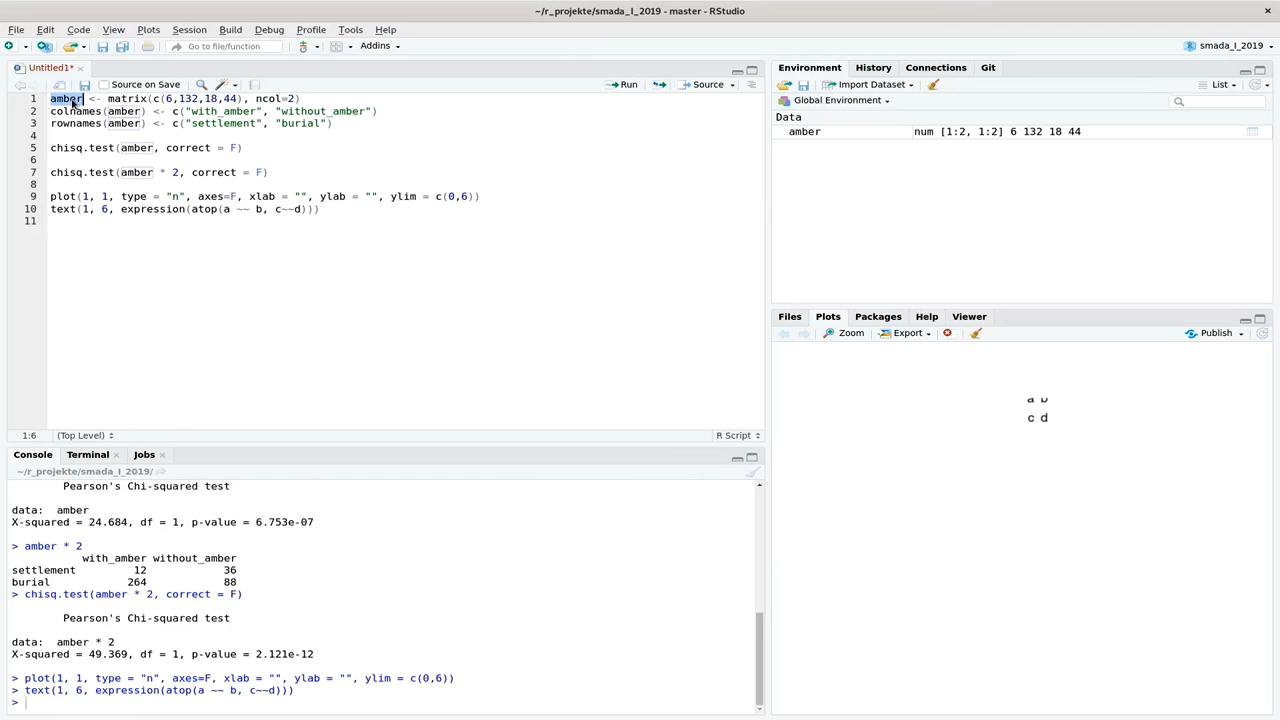 ~/r_projekte/smada_I_2019 - master - RStudio
File Edit Code View Plots Session Build Debug Profile Tools Help
Go to file/function Addins smada_I_2019
Untitled1*
Source on Save Run Source
1 amber <- matrix(c(6,132,18,44), ncol=2)
2 colnames(amber) <- c("with_amber", "without_amber")
3 rownames(amber) <- c("settlement", "burial")
4
5 chisq.test(amber, correct = F)
6
7 chisq.test(amber * 2, correct = F)
8
9 plot(1, 1, type = "n", axes=F, xlab = "", ylab = "", ylim = c(0,6))
10 text(1, 6, expression(atop(a ~~ b, c~~d)))
11
1:6 (Top Level) R Script
Console Terminal Jobs
~/r_projekte/smada_I_2019/
Pearson's Chi-squared test
data: amber
X-squared = 24.684, df = 1, p-value = 6.753e-07
> amber * 2
with_amber without_amber
settlement 12 36
burial 264 88
> chisq.test(amber * 2, correct = F)
Pearson's Chi-squared test
data: amber * 2
X-squared = 49.369, df = 1, p-value = 2.121e-12
> plot(1, 1, type = "n", axes=F, xlab = "", ylab = "", ylim = c(0,6))
> text(1, 6, expression(atop(a ~~ b, c~~d)))
>
Environment History Connections Git
Import Dataset List
Global Environment
Data
amber num [1:2, 1:2] 6 132 18 44
Files Plots Packages Help Viewer
Zoom Export Publish
a b
c d